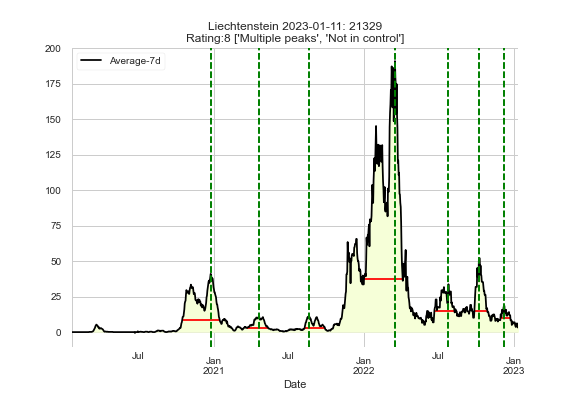 Liechtenstein 2023-01-11: 21329
Rating:8 ['Multiple peaks', 'Not in control']
Average-7d
200
175
150
125
100
75
50
25
0
Jul
Jan
2021
Jul
Jan
2022
Jul
Jan
2023
Date